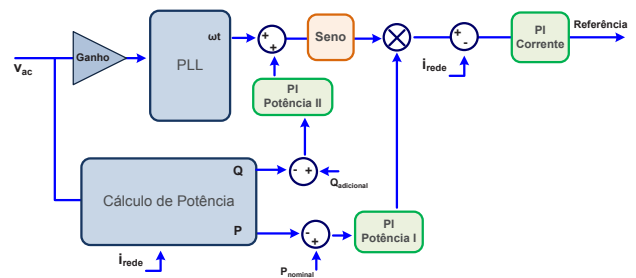 ωt
Seno
PI
Corrente
Referência
Ganho
PLL
v_ac
+
+
+
-
i_rede
PI
Potência II
Q
-
+
Q_adicional
Cálculo de Potência
P
-
+
PI
Potência I
i_rede
P_nominal